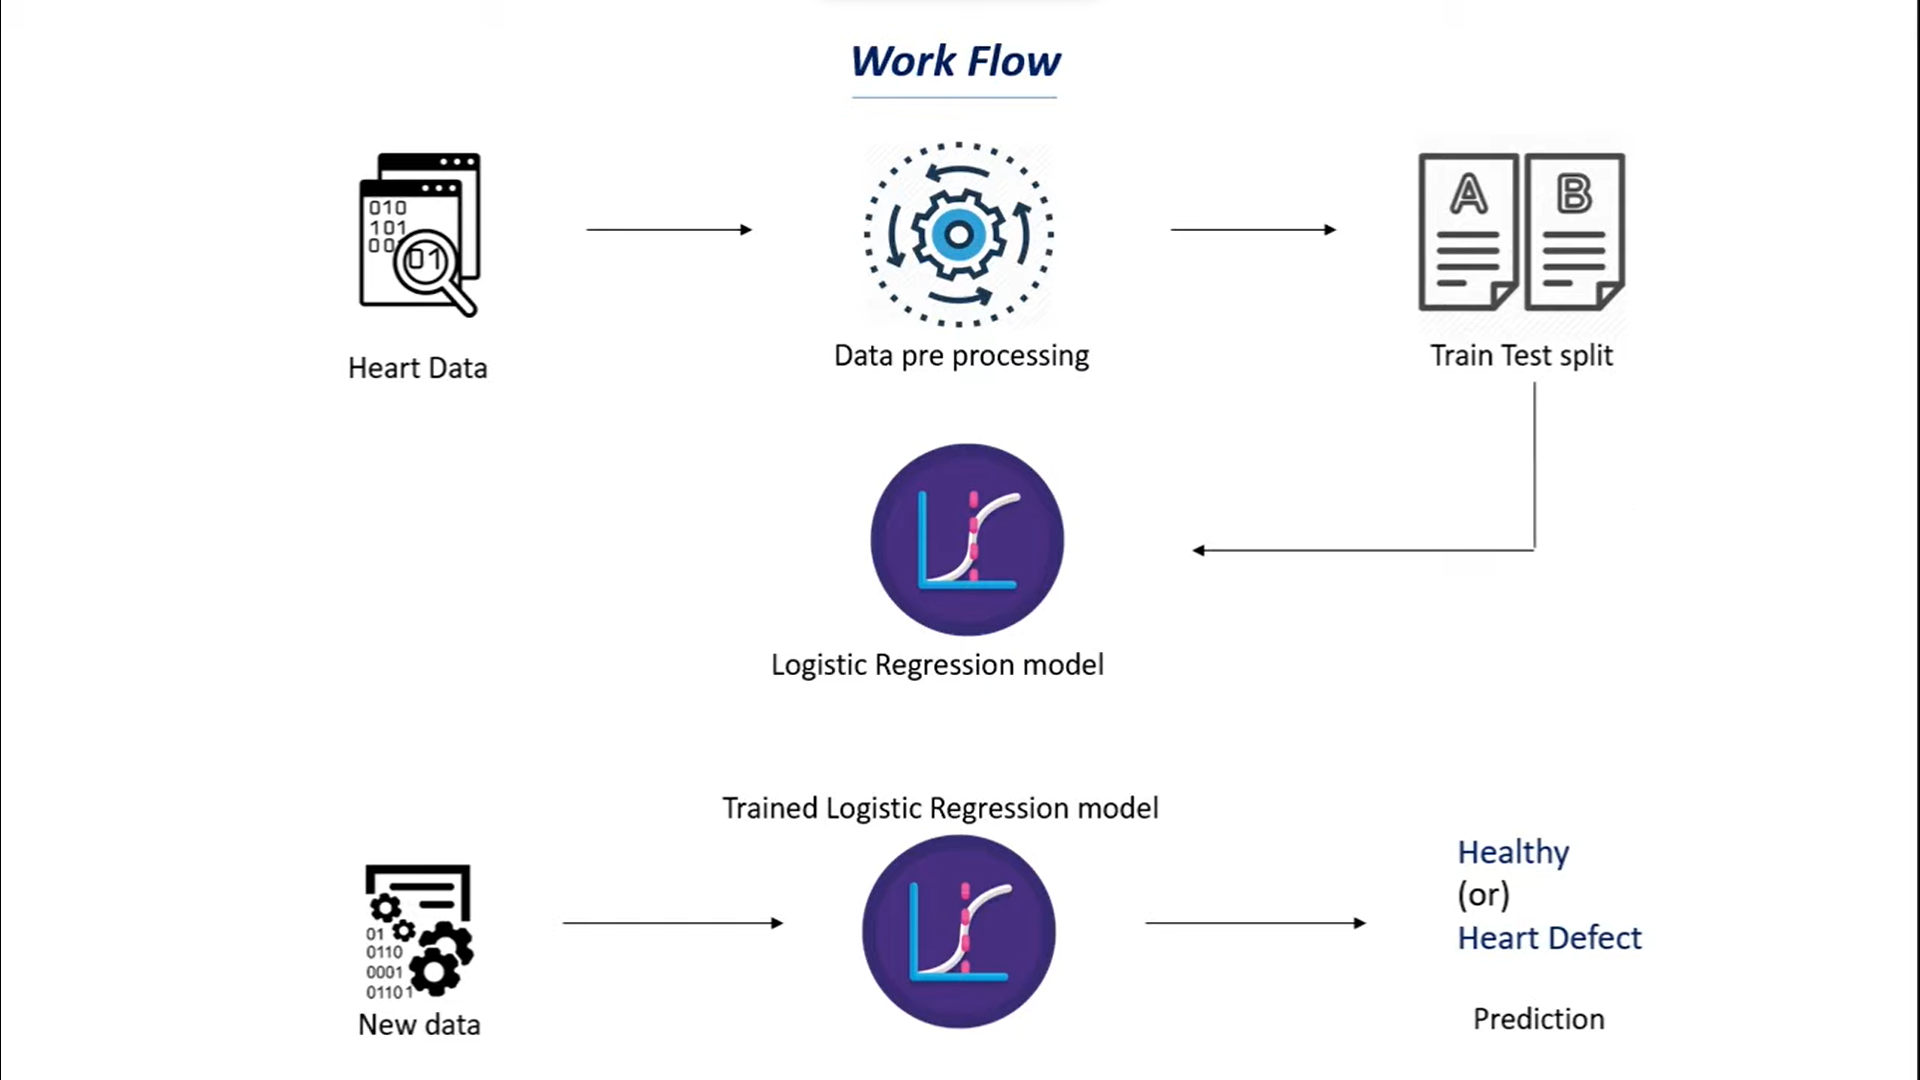 Work Flow
010
101
00
01
A
B
Heart Data
Data pre processing
Train Test split
Logistic Regression model
Trained Logistic Regression model
Healthy
(or)
Heart Defect
01
0110
0001
01101
New data
Prediction